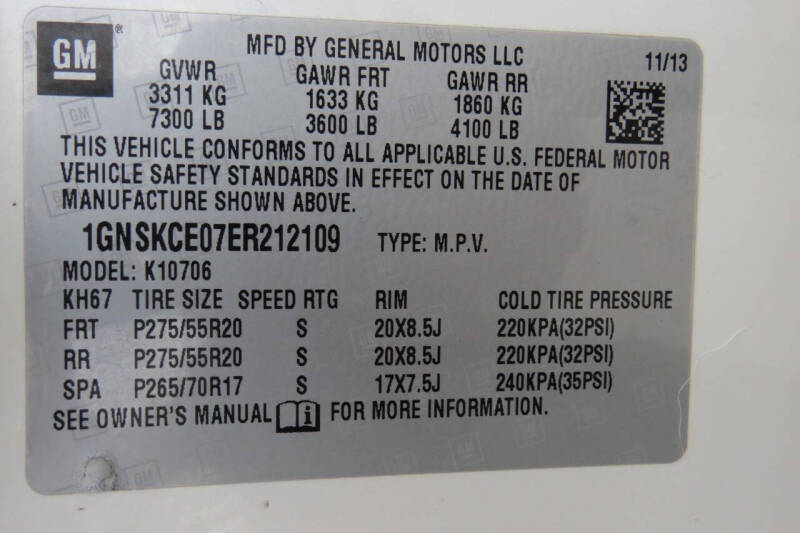 GM® MFD BY GENERAL MOTORS LLC 11/13
GVWR GAWR FRT GAWR RR
3311 KG 1633 KG 1860 KG
7300 LB 3600 LB 4100 LB
THIS VEHICLE CONFORMS TO ALL APPLICABLE U.S. FEDERAL MOTOR
VEHICLE SAFETY STANDARDS IN EFFECT ON THE DATE OF
MANUFACTURE SHOWN ABOVE.
1GNSKCE07ER212109 TYPE: M.P.V.
MODEL: K10706
KH67 TIRE SIZE SPEED RTG RIM COLD TIRE PRESSURE
FRT P275/55R20 S 20X8.5J 220KPA(32PSI)
RR P275/55R20 S 20X8.5J 220KPA(32PSI)
SPA P265/70R17 S 17X7.5J 240KPA(35PSI)
SEE OWNER'S MANUAL i FOR MORE INFORMATION.